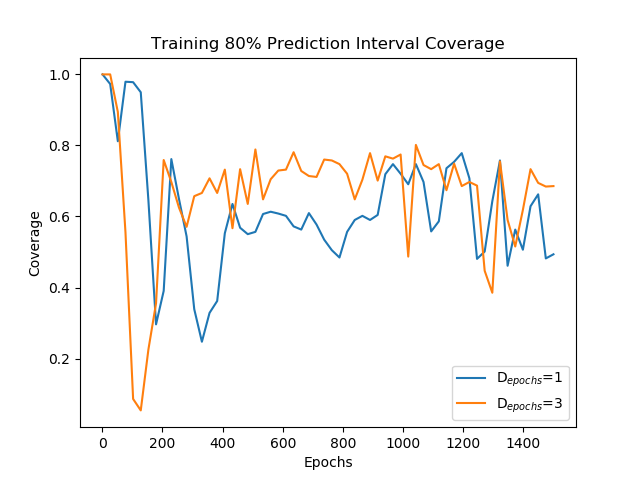 Training 80% Prediction Interval Coverage
Coverage
1.0
0.8
0.6
0.4
0.2
0 200 400 600 800 1000 1200 1400
Epochs
D_epochs=1
D_epochs=3